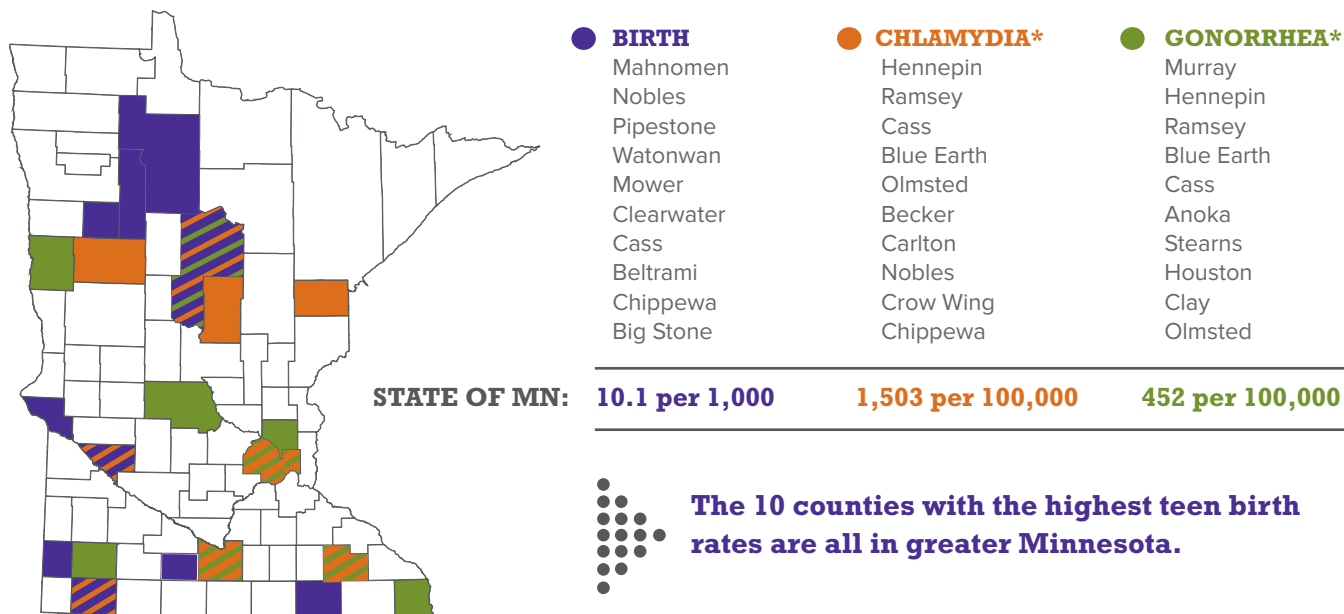 BIRTH
Mahnomen
Nobles
Pipestone
Watonwan
Mower
Clearwater
Cass
Beltrami
Chippewa
Big Stone
CHLAMYDIA*
Hennepin
Ramsey
Cass
Blue Earth
Olmsted
Becker
Carlton
Nobles
Crow Wing
Chippewa
GONORRHEA*
Murray
Hennepin
Ramsey
Blue Earth
Cass
Anoka
Stearns
Houston
Clay
Olmsted
STATE OF MN: 10.1 per 1,000 1,503 per 100,000 452 per 100,000
The 10 counties with the highest teen birth
rates are all in greater Minnesota.